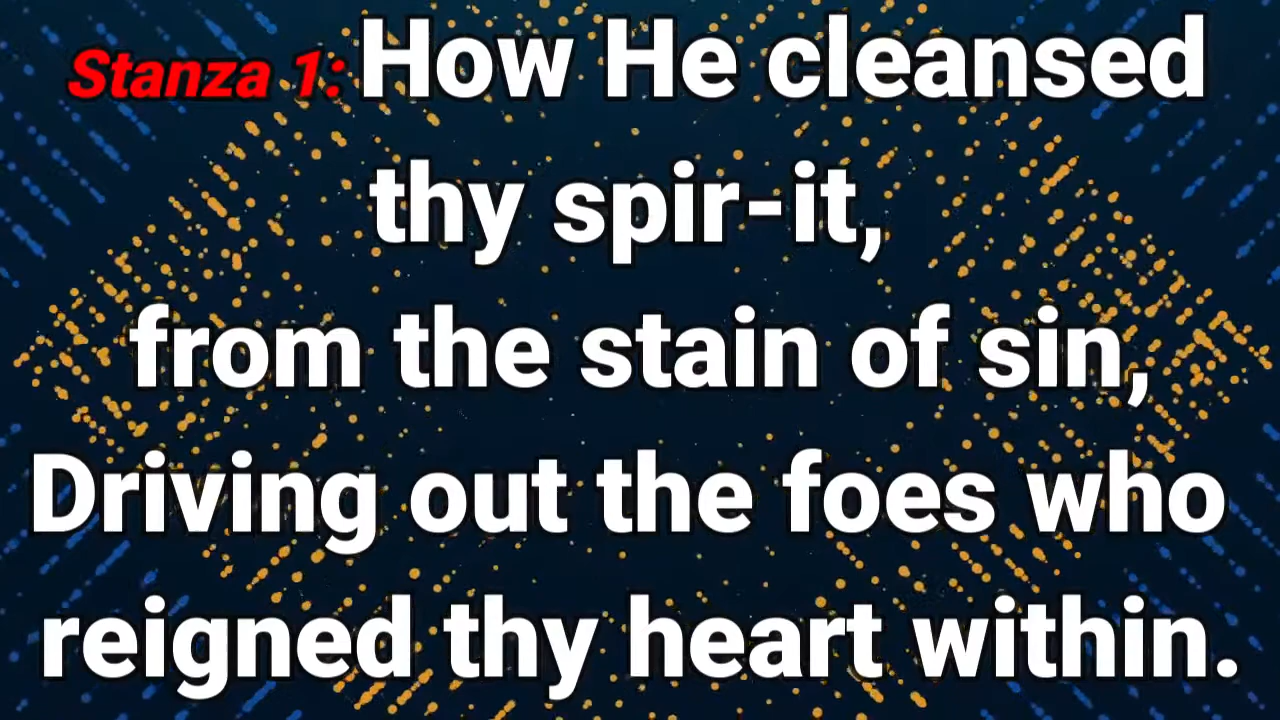 Stanza 1: How He cleansed
thy spir-it,
from the stain of sin,
Driving out the foes who
reigned thy heart within.